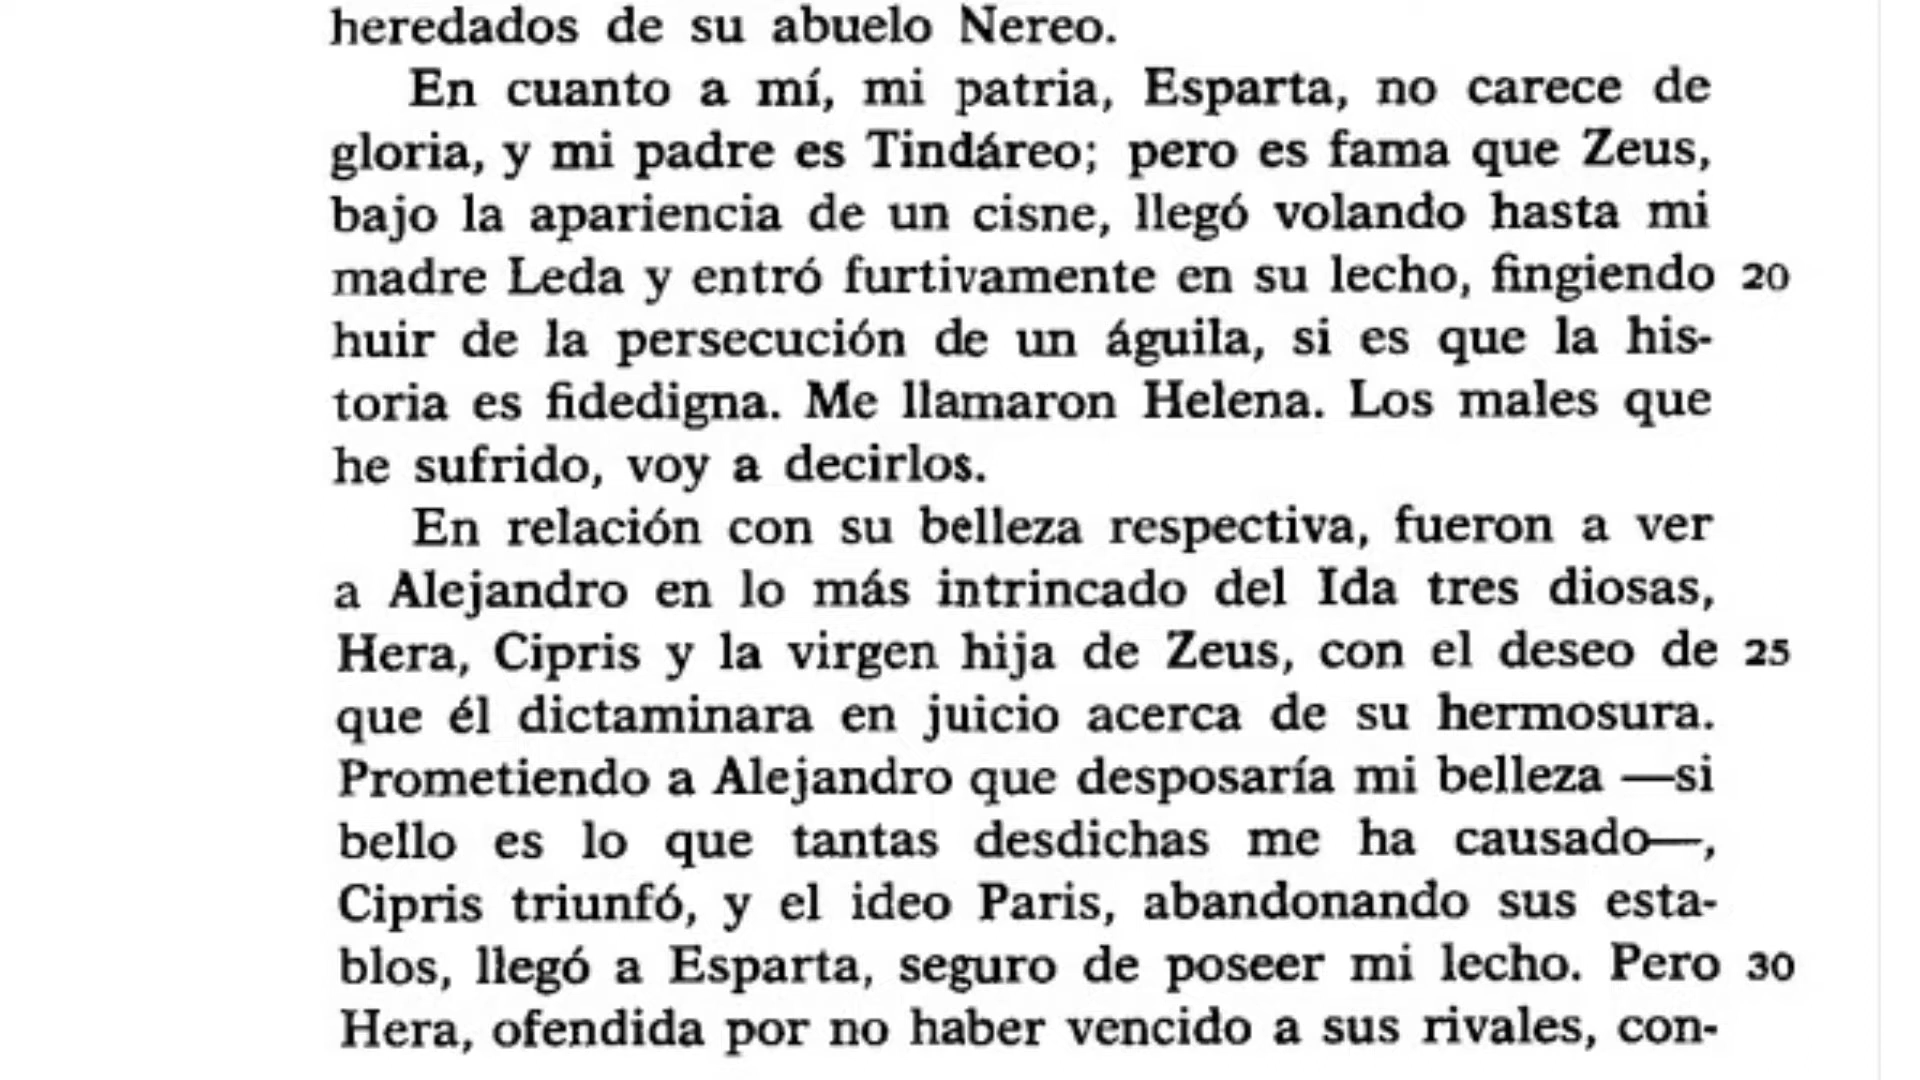 heredados de su abuelo Nereo.
En cuanto a mí, mi patria, Esparta, no carece de
gloria, y mi padre es Tindáreo; pero es fama que Zeus,
bajo la apariencia de un cisne, llegó volando hasta mi
madre Leda y entró furtivamente en su lecho, fingiendo 20
huir de la persecución de un águila, si es que la his-
toria es fidedigna. Me llamaron Helena. Los males que
he sufrido, voy a decirlos.
En relación con su belleza respectiva, fueron a ver
a Alejandro en lo más intrincado del Ida tres diosas,
Hera, Cipris y la virgen hija de Zeus, con el deseo de 25
que él dictaminara en juicio acerca de su hermosura.
Prometiendo a Alejandro que desposaría mi belleza —si
bello es lo que tantas desdichas me ha causado—,
Cipris triunfó, y el ideo Paris, abandonando sus esta-
blos, llegó a Esparta, seguro de poseer mi lecho. Pero 30
Hera, ofendida por no haber vencido a sus rivales, con-